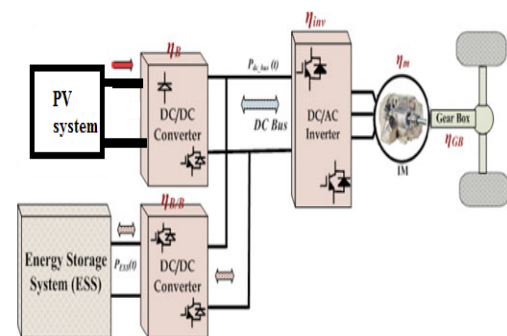 η_B
η_inv
PV
system
DC/DC
Converter
P_dc_bus (t)
DC Bus
DC/AC
Inverter
η_m
IM
Gear Box
η_GB
η_B/B
Energy Storage
System (ESS)
P_ESS(t)
DC/DC
Converter